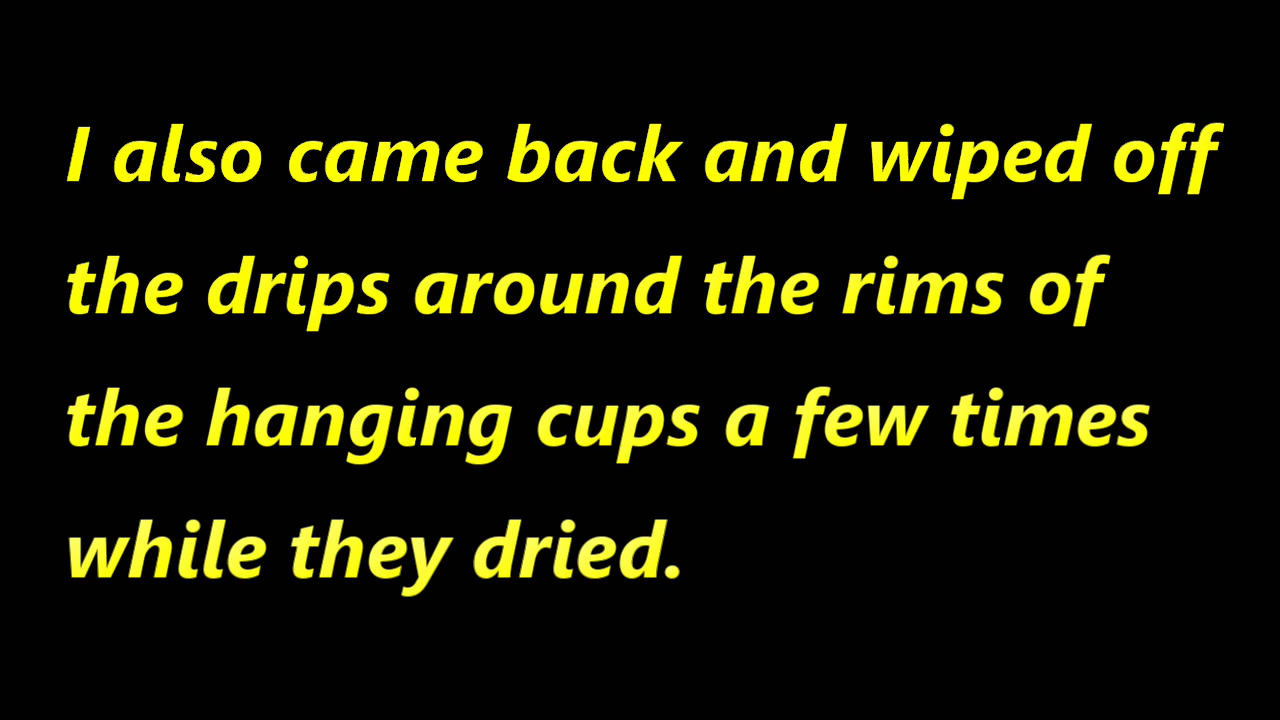 I also came back and wiped off
the drips around the rims of
the hanging cups a few times
while they dried.